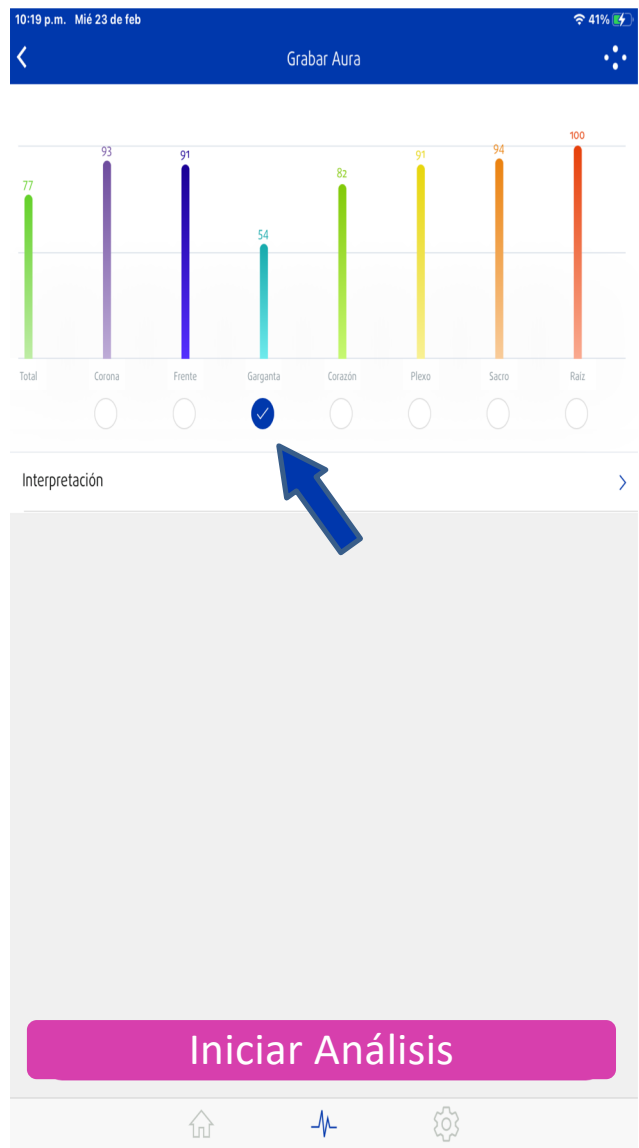 10:19 p.m. Mié 23 de feb 41%
Grabar Aura
77 93 91 54 82 91 94 100
Total Corona Frente Garganta Corazón Plexo Sacro Raíz
Interpretación
Iniciar Análisis